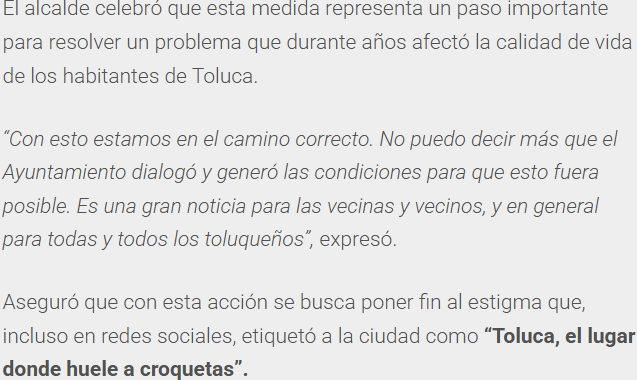 El alcalde celebró que esta medida representa un paso importante
para resolver un problema que durante años afectó la calidad de vida
de los habitantes de Toluca.
“Con esto estamos en el camino correcto. No puedo decir más que el
Ayuntamiento dialogó y generó las condiciones para que esto fuera
posible. Es una gran noticia para las vecinas y vecinos, y en general
para todas y todos los toluqueños”, expresó.
Aseguró que con esta acción se busca poner fin al estigma que,
incluso en redes sociales, etiquetó a la ciudad como “Toluca, el lugar
donde huele a croquetas”.